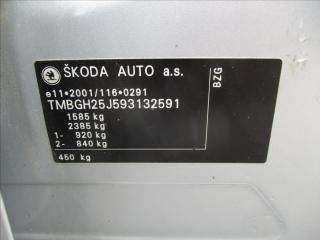 ŠKODA AUTO a.s.
e11*2001/116*0291
TMBGH25J593132591
1585 kg
2385 kg
1- 920 kg
2- 840 kg
450 kg
BZG